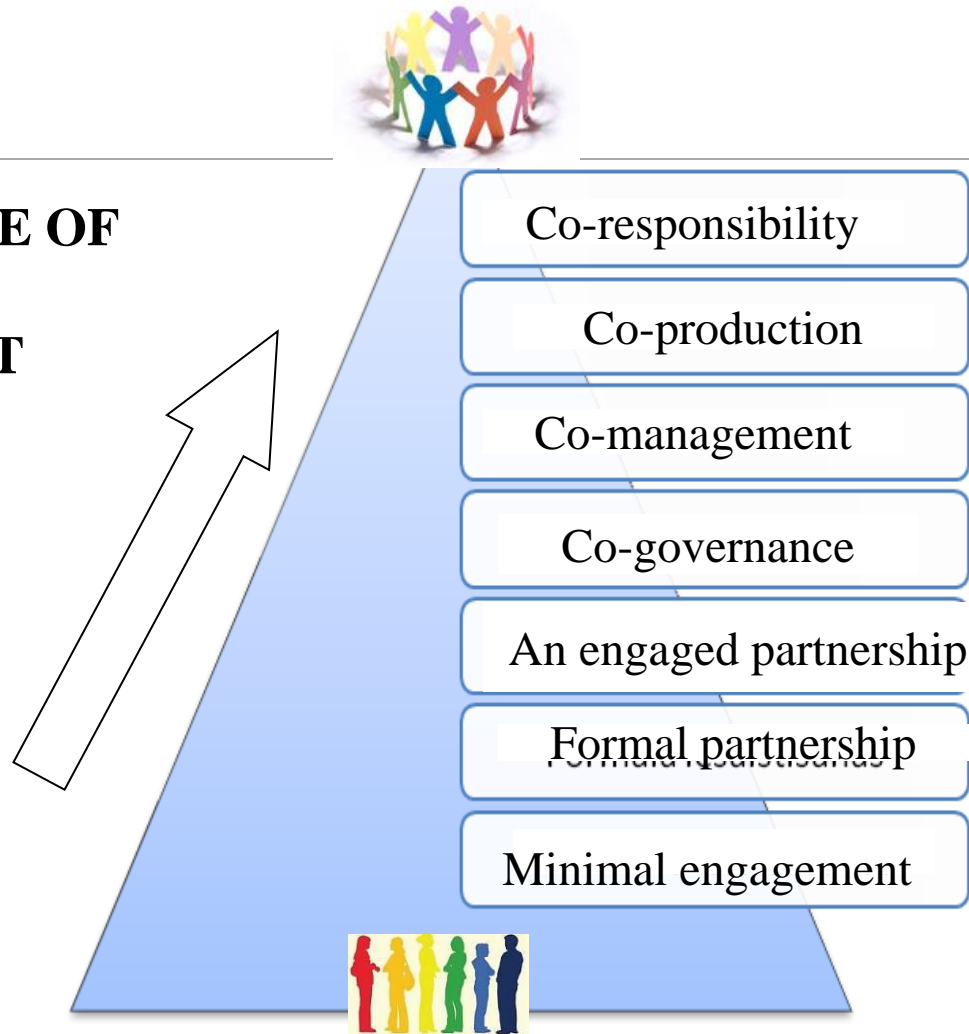 E OF
T
Co-responsibility
Co-production
Co-management
Co-governance
An engaged partnership
Formal partnership
Minimal engagement